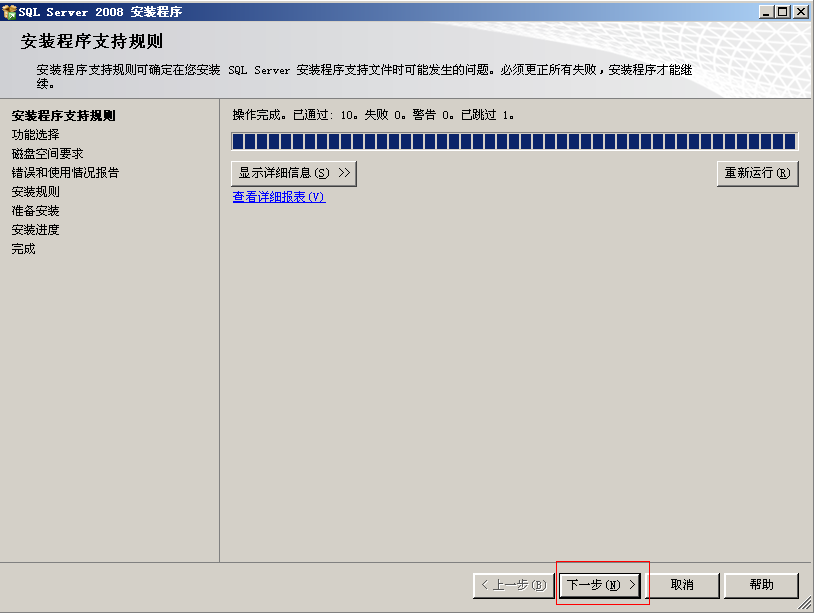 SQL Server 2008 安装程序
安装程序支持规则
安装程序支持规则可确定在您安装 SQL Server 安装程序支持文件时可能发生的问题。必须更正所有失败，安装程序才能继
续。
安装程序支持规则
功能选择
磁盘空间要求
错误和使用情况报告
安装规则
准备安装
安装进度
完成
操作完成。已通过: 10。失败 0。警告 0。已跳过 1。
显示详细信息(S) >>
重新运行(R)
查看详细报表(V)
< 上一步(B)
下一步(N) >
取消
帮助